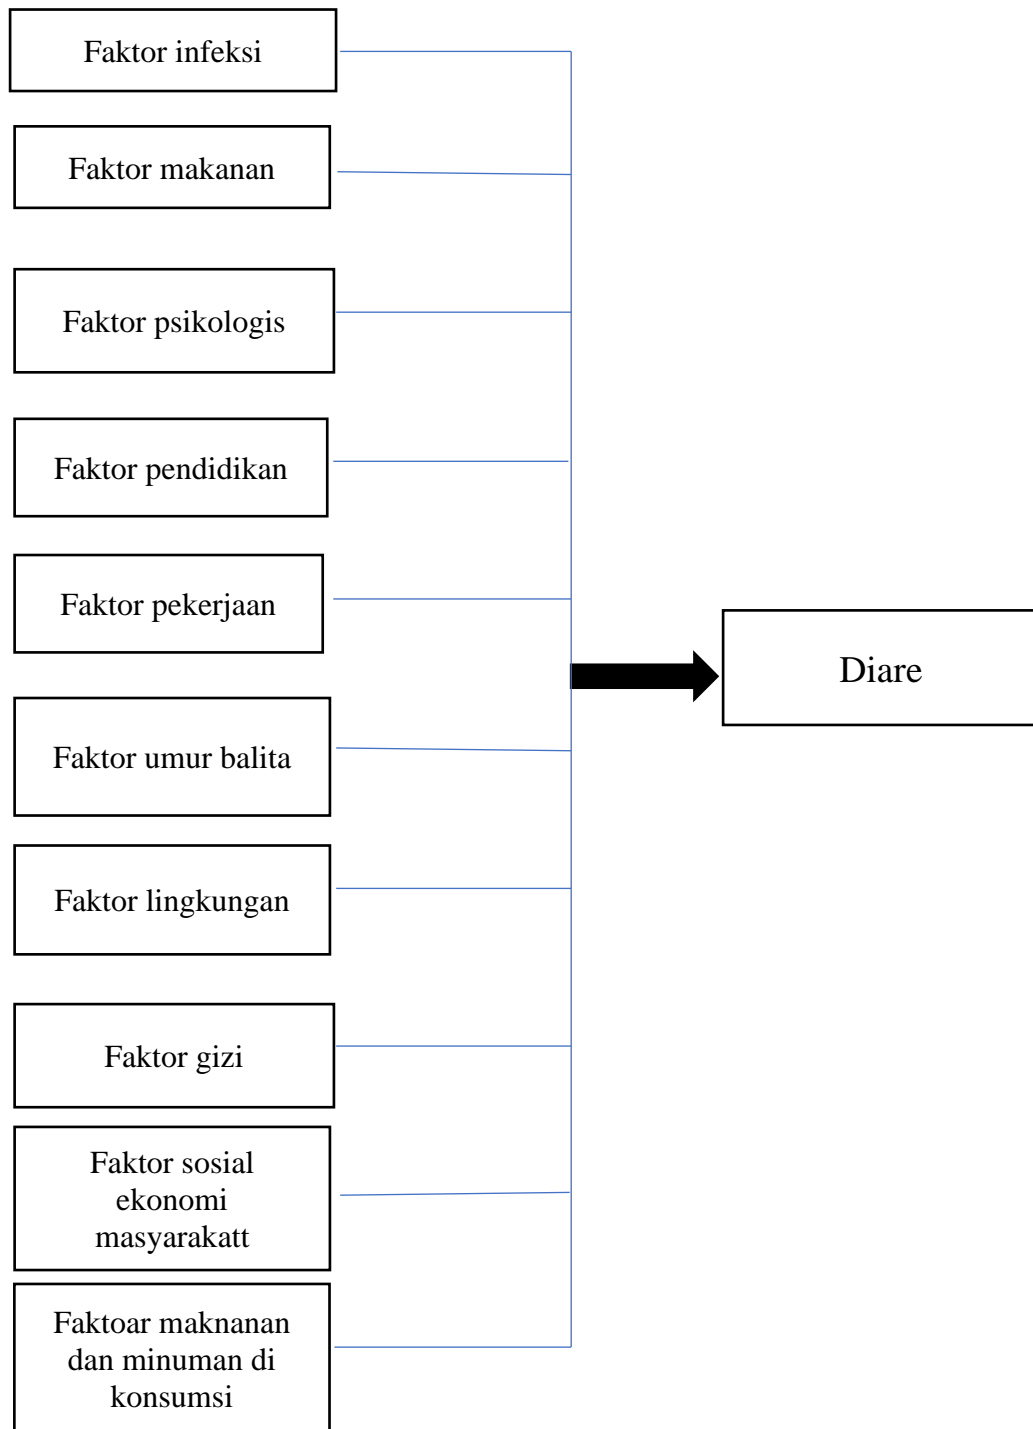 Faktor infeksi
Faktor makanan
Faktor psikologis
Faktor pendidikan
Faktor pekerjaan
Diare
Faktor umur balita
Faktor lingkungan
Faktor gizi
Faktor sosial
ekonomi
masyarakatt
Faktoar maknanan
dan minuman di
konsumsi